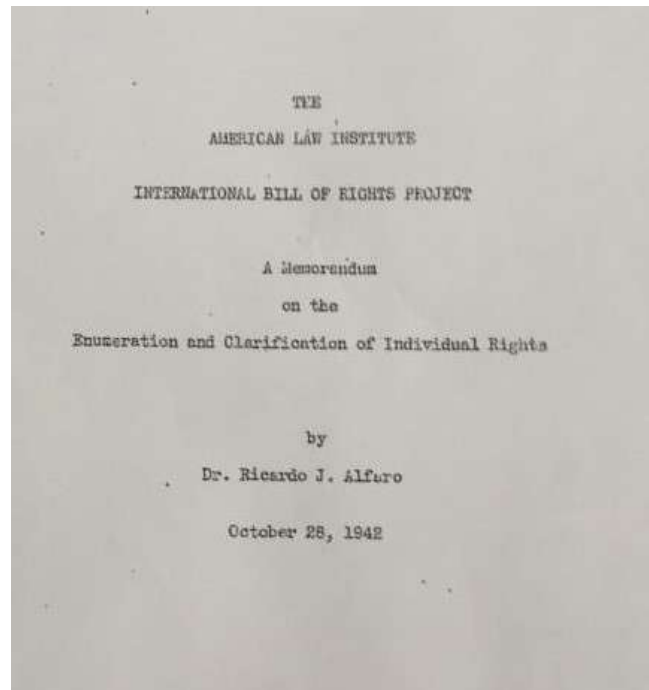 THE
AMERICAN LAW INSTITUTE
INTERNATIONAL BILL OF RIGHTS PROJECT
A Memorandum
on the
Enumeration and Clarification of Individual Rights
by
Dr. Ricardo J. Alfaro
October 28, 1942